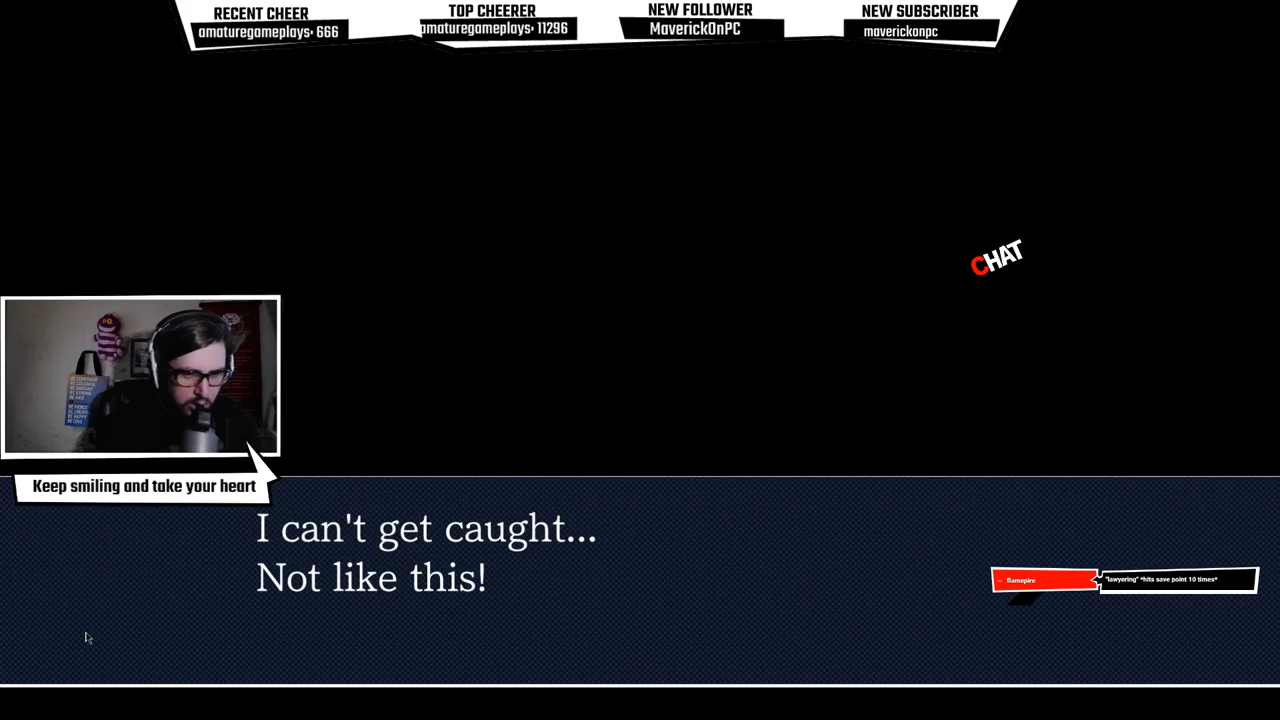 RECENT CHEER
amaturegameplays• 666
TOP CHEERER
amaturegameplays• 11296
NEW FOLLOWER
MaverickOnPC
NEW SUBSCRIBER
maverickonpc
CHAT
Keep smiling and take your heart
I can't get caught...
Not like this!
flamepire
"lawyering" *hits save point 10 times*